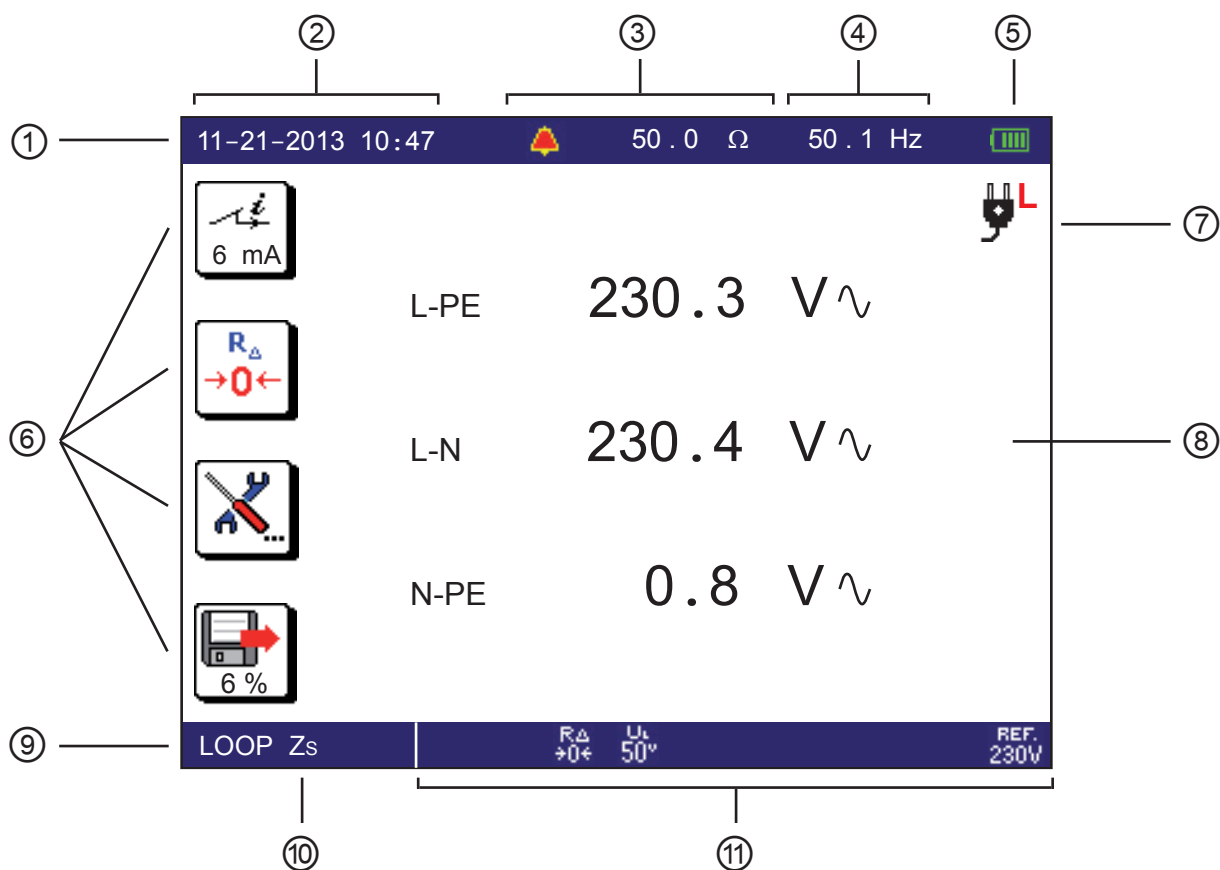 ② ③ ④ ⑤
① 11-21-2013 10:47 50.0 Ω 50.1 Hz
i
6 mA
L
⑦
L-PE 230.3 V
RΔ
→0←
⑥
L-N 230.4 V
⑧
...
N-PE 0.8 V
6 %
⑨ LOOP Zs RΔ →0← UL 50V REF. 230V
⑩ ⑪